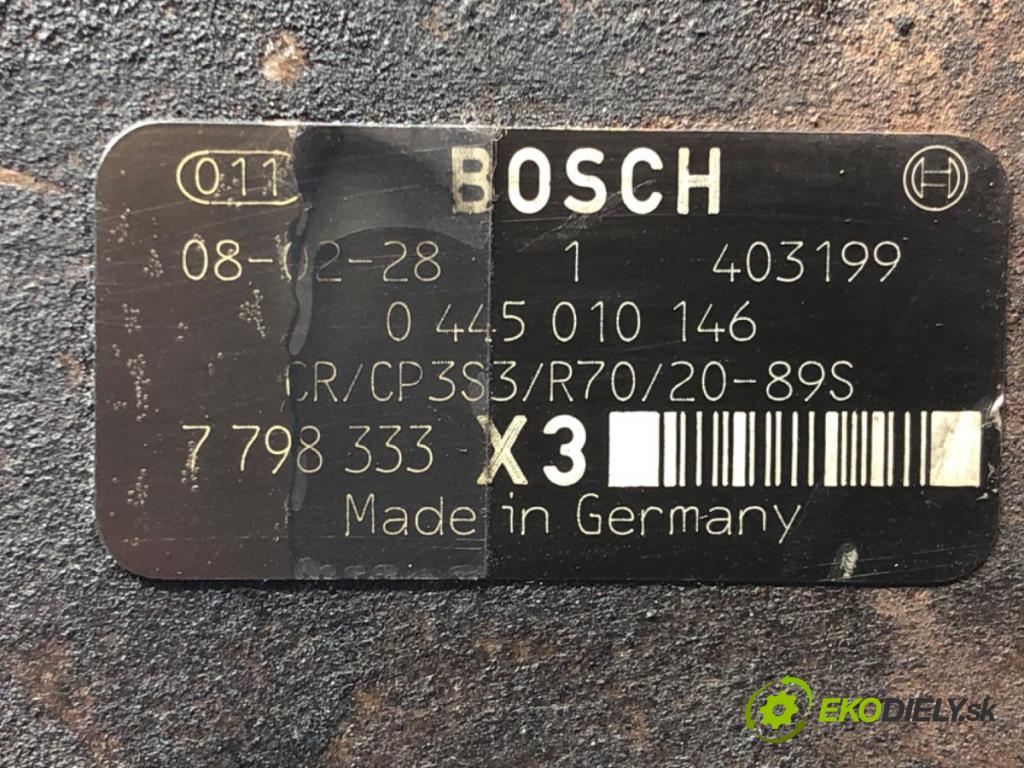 011 BOSCH
08-02-28 1 403199
0 445 010 146
CR/CP3S3/R70/20-89S
7 798 333 X3
Made in Germany
EKODIELY.sk